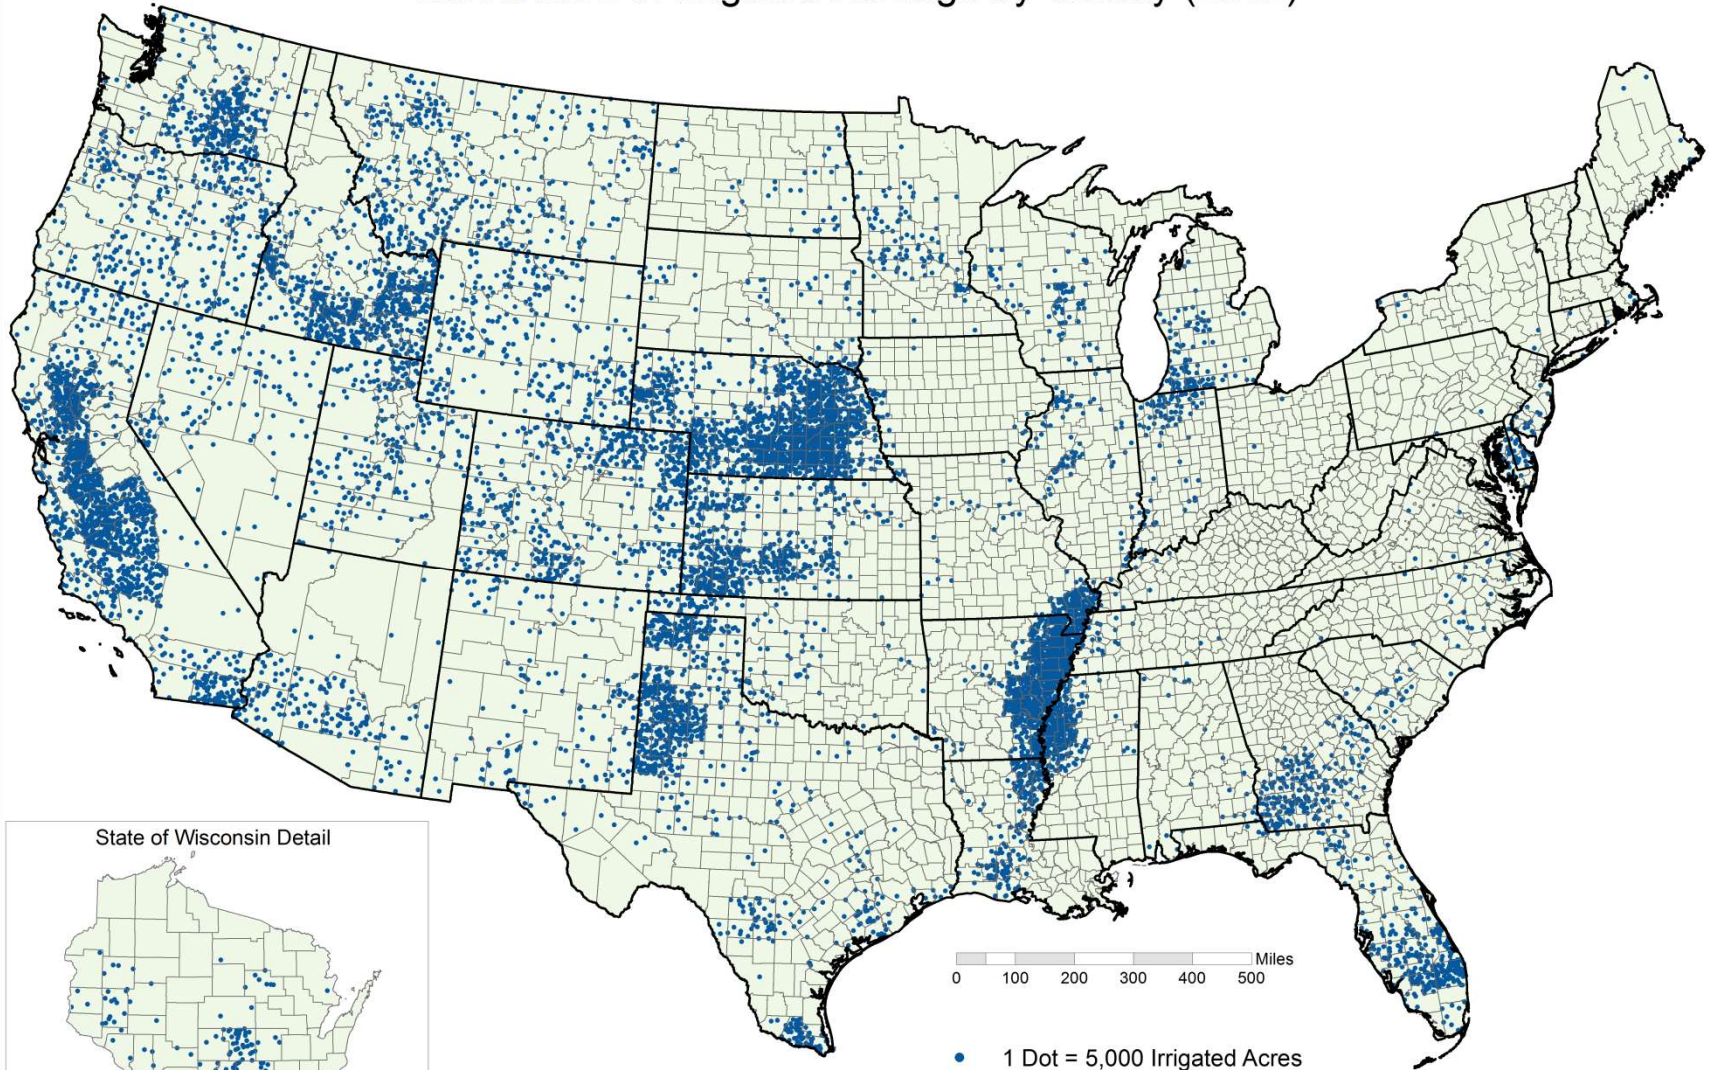 State of Wisconsin Detail
Miles
0 100 200 300 400 500
1 Dot = 5,000 Irrigated Acres